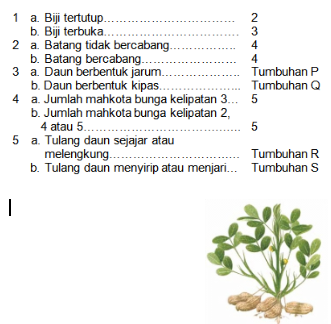 1 a. Biji tertutup……………………………. 2
b. Biji terbuka……………………………. 3
2 a. Batang tidak bercabang……………. 4
b. Batang bercabang……………………. 4
3 a. Daun berbentuk jarum……………….. Tumbuhan P
b. Daun berbentuk kipas……………….. Tumbuhan Q
4 a. Jumlah mahkota bunga kelipatan 3… 5
b. Jumlah mahkota bunga kelipatan 2,
4 atau 5……………………………….. 5
5 a. Tulang daun sejajar atau
melengkung…………………………… Tumbuhan R
b. Tulang daun menyirip atau menjari… Tumbuhan S